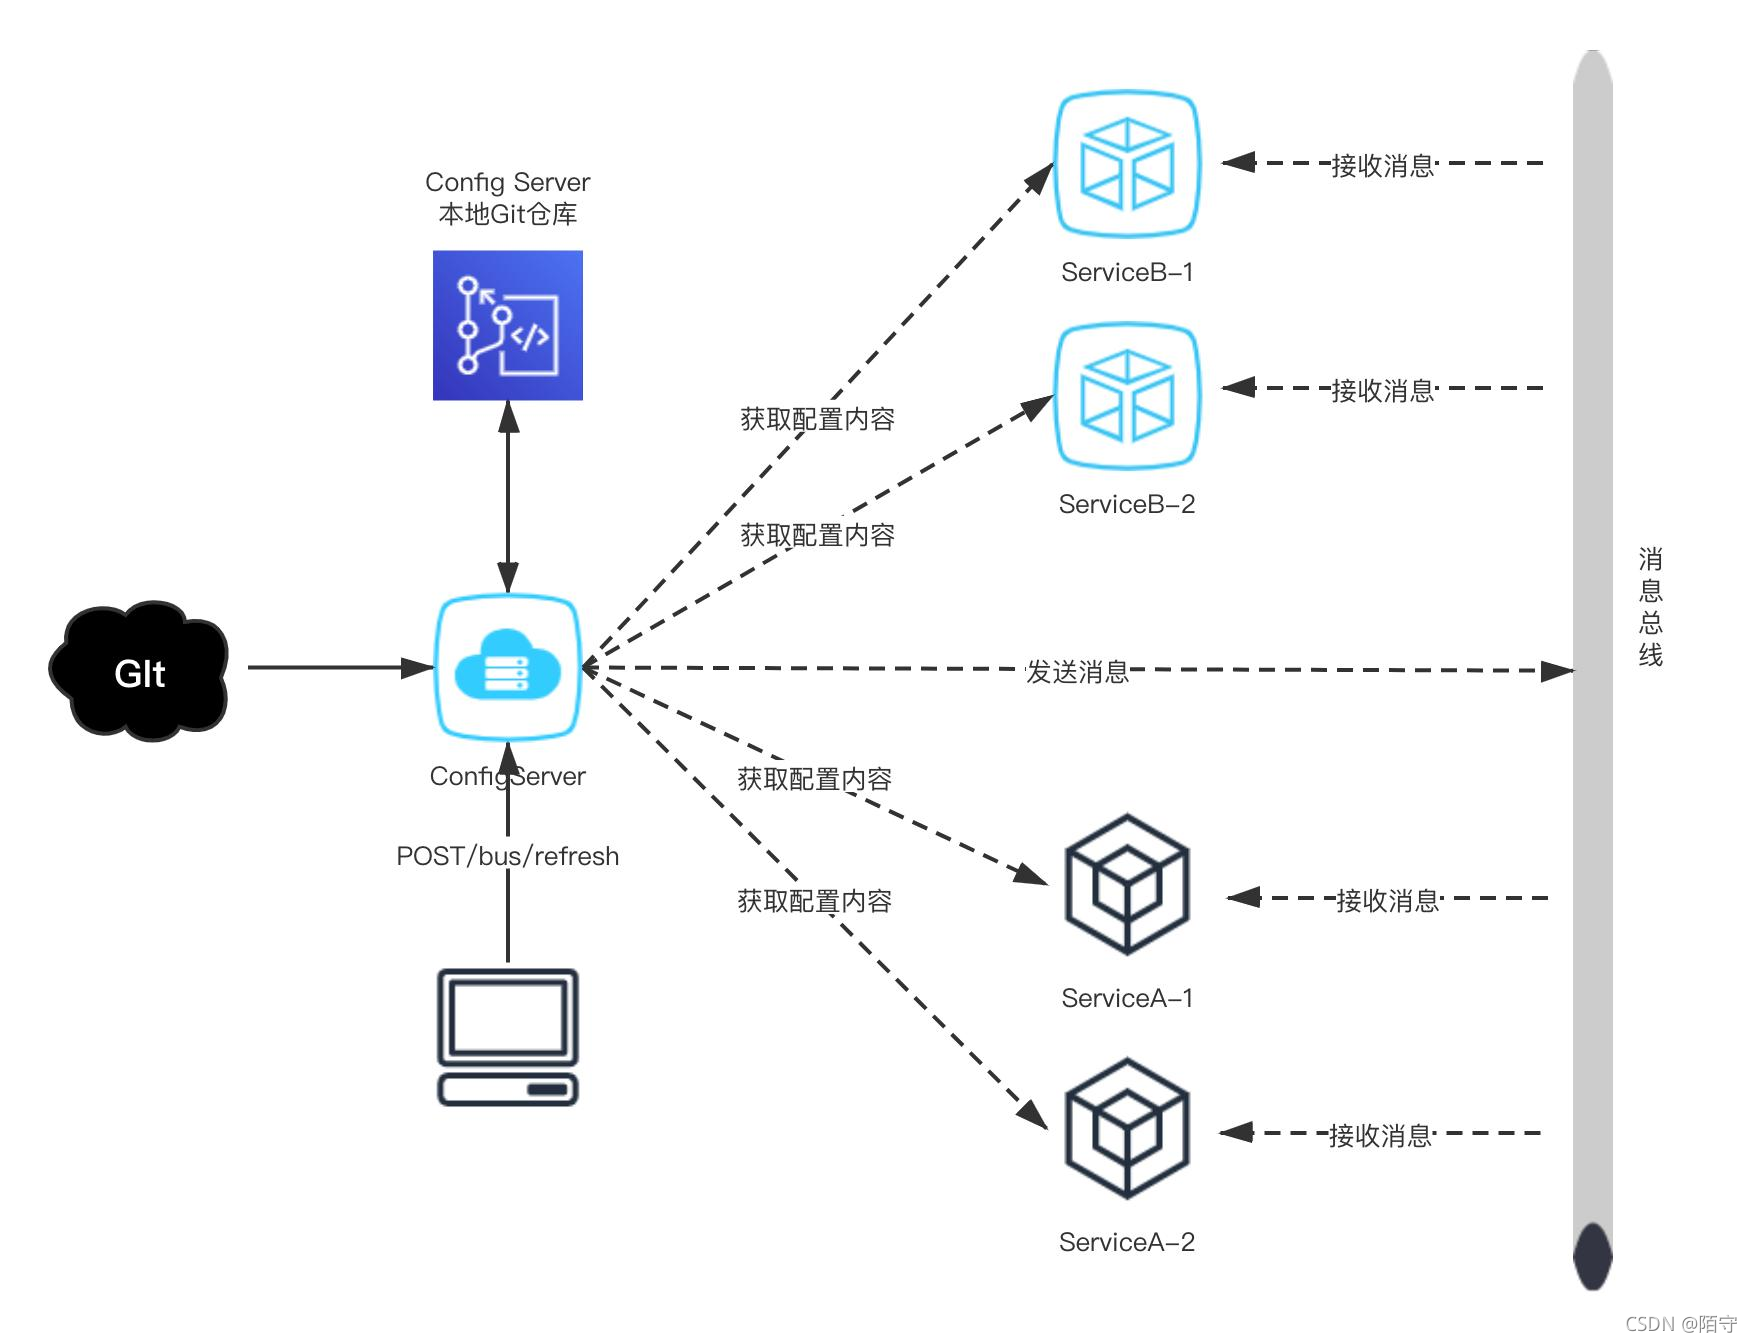 Config Server
本地Git仓库
GIt
ConfigServer
POST/bus/refresh
获取配置内容
获取配置内容
发送消息
获取配置内容
获取配置内容
ServiceB-1
ServiceB-2
ServiceA-1
ServiceA-2
接收消息
接收消息
接收消息
接收消息
消息总线
CSDN @陌守